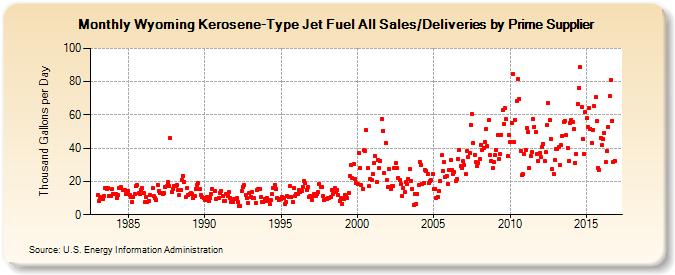 Monthly Wyoming Kerosene-Type Jet Fuel All Sales/Deliveries by Prime Supplier
Thousand Gallons per Day
100
80
60
40
20
0
1985 1990 1995 2000 2005 2010 2015
Source: U.S. Energy Information Administration